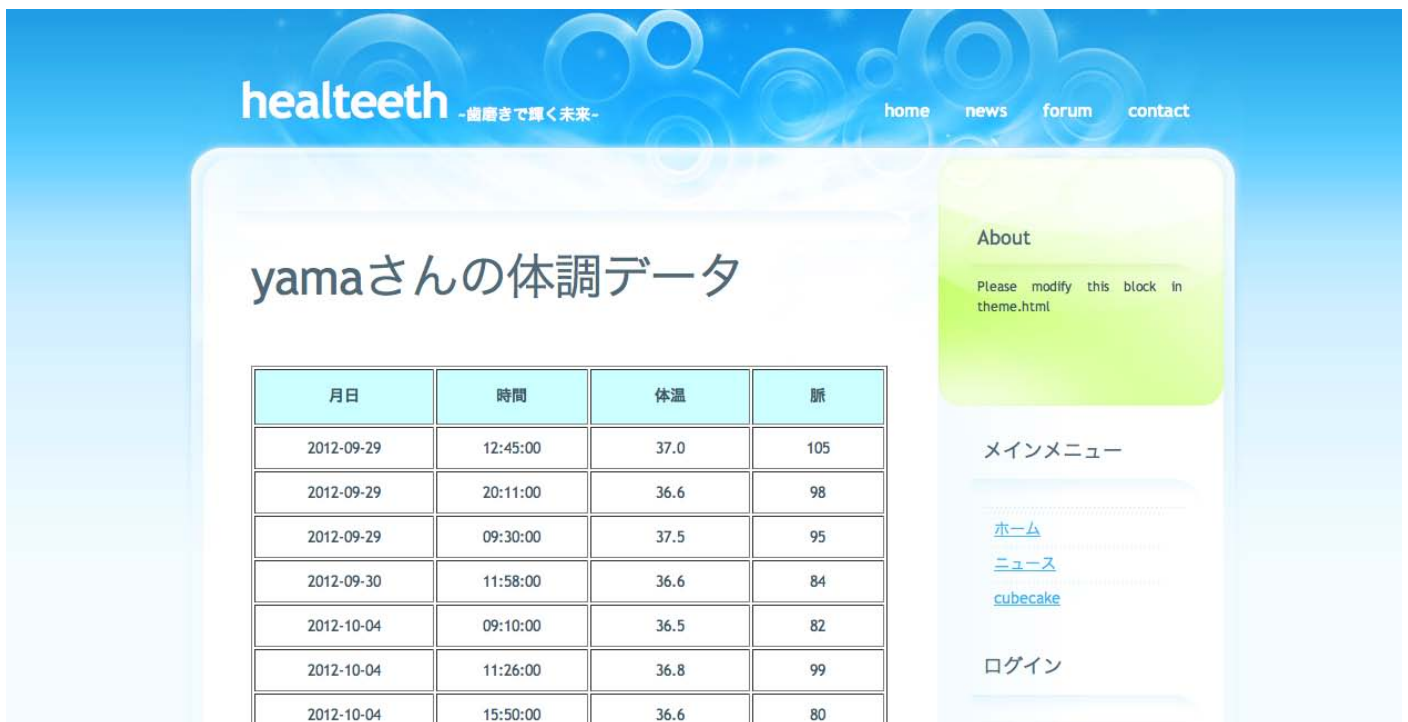 healteeth ~歯磨きで輝く未来~
home news forum contact
yamaさんの体調データ
月日 時間 体温 脈
2012-09-29 12:45:00 37.0 105
2012-09-29 20:11:00 36.6 98
2012-09-29 09:30:00 37.5 95
2012-09-30 11:58:00 36.6 84
2012-10-04 09:10:00 36.5 82
2012-10-04 11:26:00 36.8 99
2012-10-04 15:50:00 36.6 80
About
Please modify this block in
theme.html
メインメニュー
ホーム
ニュース
cubecake
ログイン